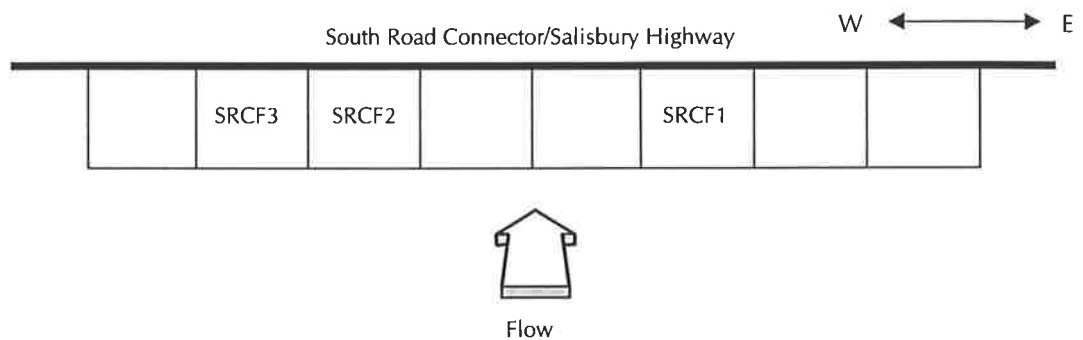 W E
South Road Connector/Salisbury Highway
SRCF3 SRCF2 SRCF1
Flow